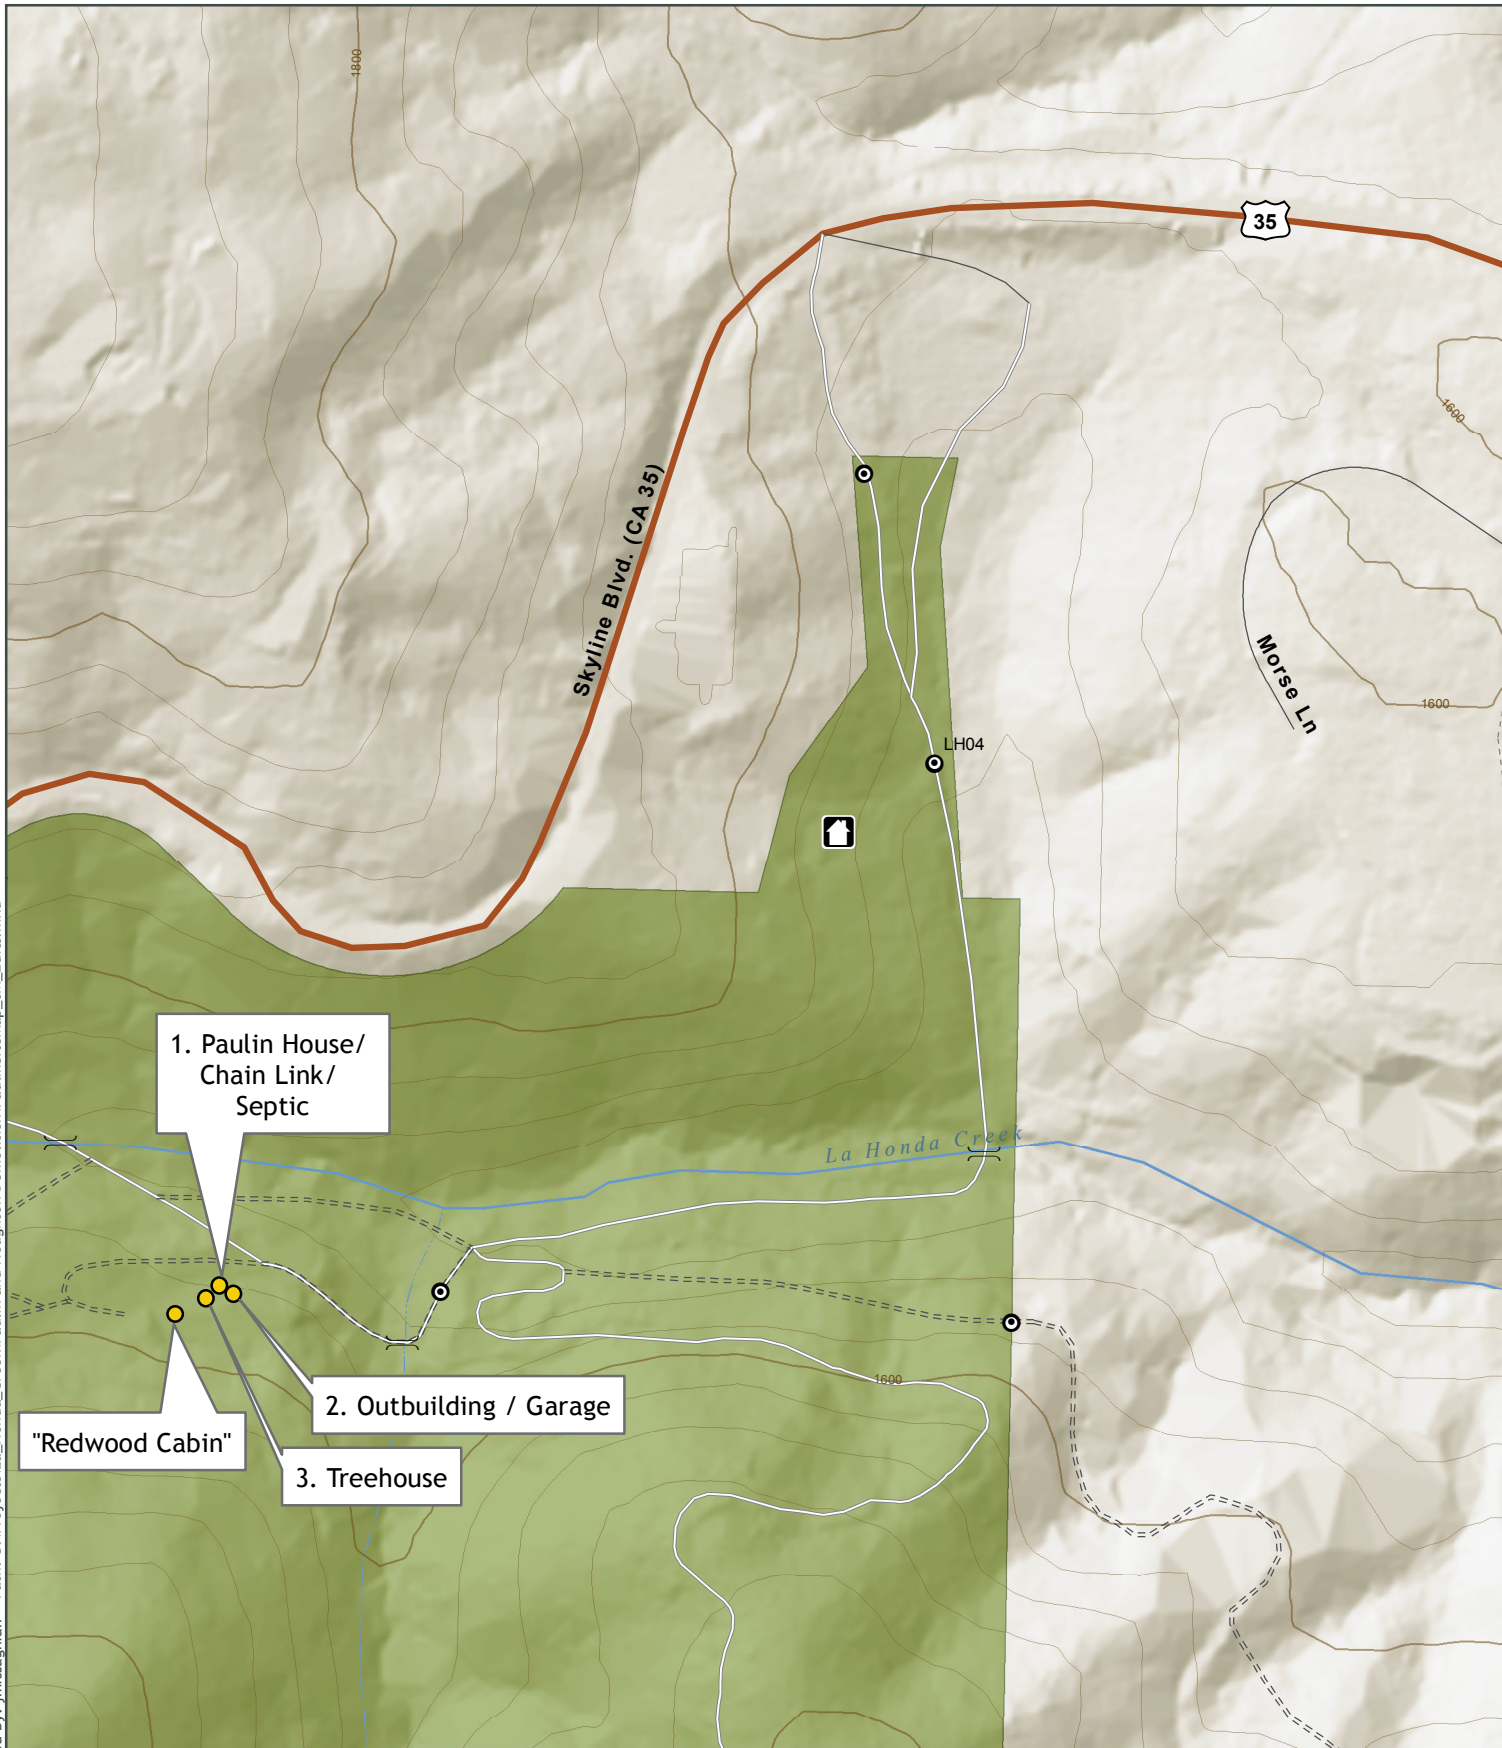 1800
35
1600
Skyline Blvd. (CA 35)
Morse Ln
1600
LH04
1. Paulin House/
Chain Link/
Septic
La Honda Creek
1600
2. Outbuilding / Garage
"Redwood Cabin"
3. Treehouse